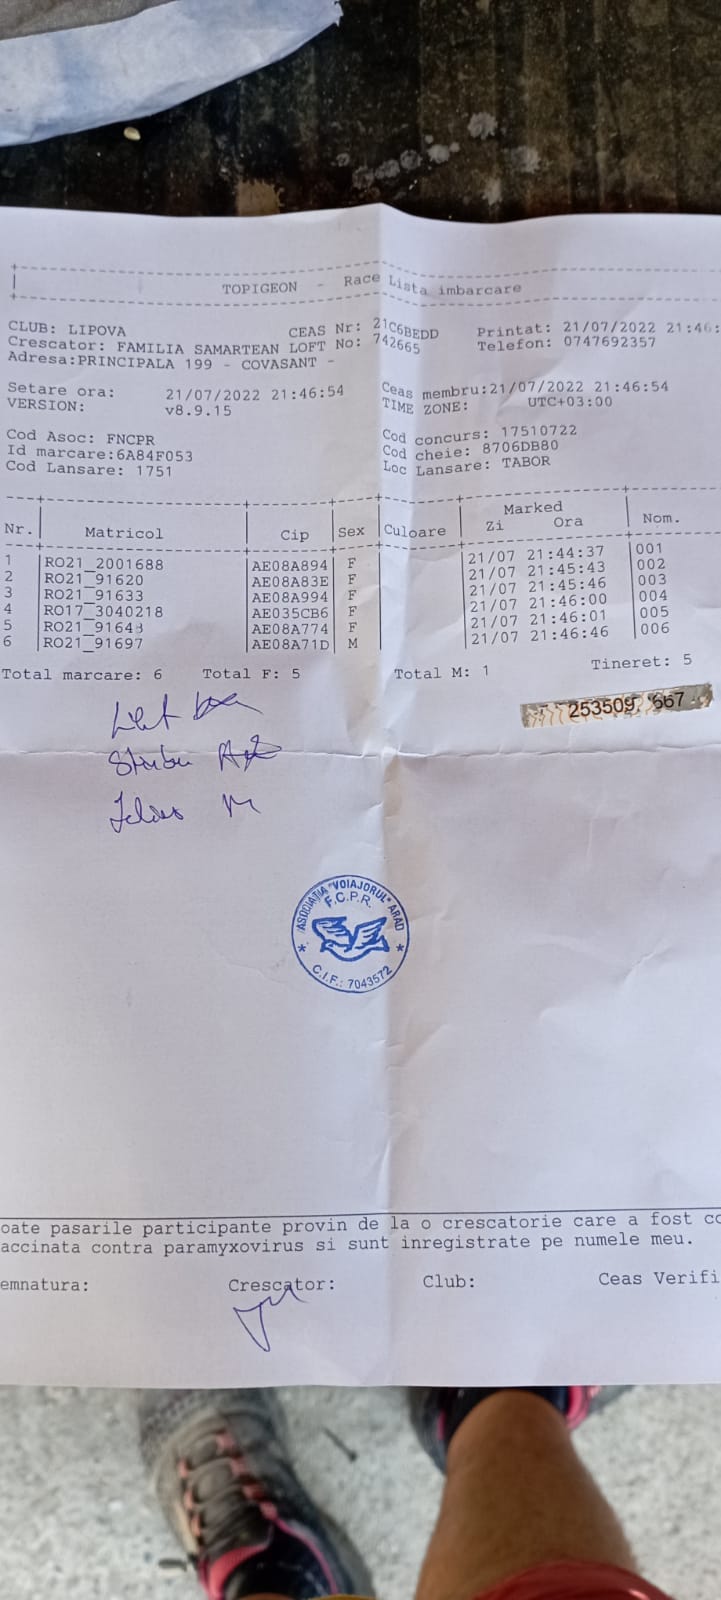 TOPIGEON - Race Lista imbarcare
CLUB: LIPOVA CEAS Nr: 21C6BEDD Printat: 21/07/2022 21:46:
Crescator: FAMILIA SAMARTEAN LOFT No: 742665 Telefon: 0747692357
Adresa:PRINCIPALA 199 - COVASANT -
Setare ora: 21/07/2022 21:46:54 Ceas membru:21/07/2022 21:46:54
VERSION: v8.9.15 TIME ZONE: UTC+03:00
Cod Asoc: FNCPR Cod concurs: 17510722
Id marcare:6A84F053 Cod cheie: 8706DB80
Cod Lansare: 1751 Loc Lansare: TABOR
Marked
Nr. Matricol Cip Sex Culoare Zi Ora Nom.
1 RO21_2001688 AE08A894 F 21/07 21:44:37 001
2 RO21_91620 AE08A83E F 21/07 21:45:43 002
3 RO21_91633 AE08A994 F 21/07 21:45:46 003
4 RO17_3040218 AE035CB6 F 21/07 21:46:00 004
5 RO21_91643 AE08A774 F 21/07 21:46:01 005
6 RO21_91697 AE08A71D M 21/07 21:46:46 006
Total marcare: 6 Total F: 5 Total M: 1 Tineret: 5
253509 667
ASOCIATIA "VOIAJORUL" ARAD
F.C.P.R.
C.I.F.: 7043572
oate pasarile participante provin de la o crescatorie care a fost co
accinata contra paramyxovirus si sunt inregistrate pe numele meu.
emnatura: Crescator: Club: Ceas Verifi